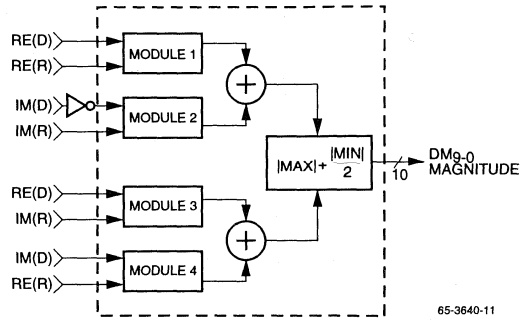 RE(D)
RE(R)
MODULE 1
+
IM(D)
IM(R)
MODULE 2
|MAX| + |MIN|
2
10
DM9-0
MAGNITUDE
RE(D)
IM(R)
MODULE 3
+
IM(D)
RE(R)
MODULE 4
65-3640-11